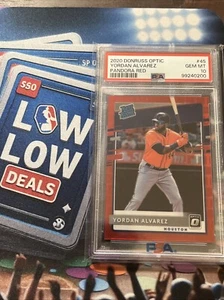 2020 DONRUSS OPTIC #45
YORDAN ALVAREZ GEM MT
PANDORA RED 10
PSA 99240200
$50
LOW
LOW
DEALS
RATED ROOKIE
YORDAN ALVAREZ
HOUSTON